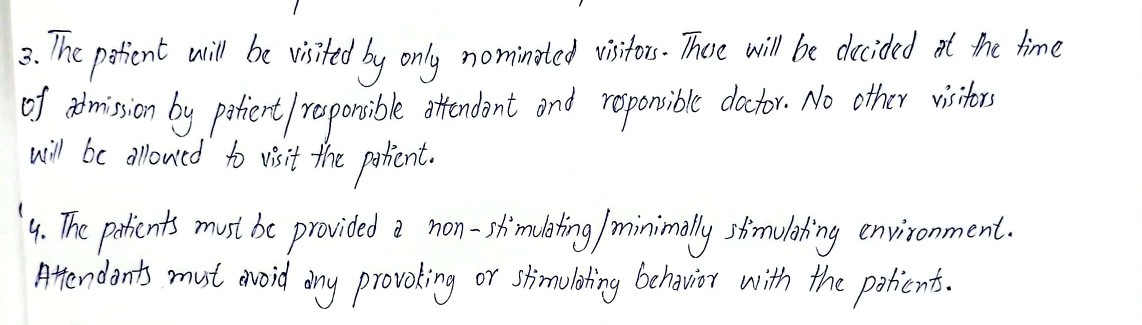 3. The patient will be visited by only nominated visitors. These will be decided at the time
of admission by patient/responsible attendant and responsible doctor. No other visitors
will be allowed to visit the patient.
4. The patients must be provided a non-stimulating/minimally stimulating environment.
Attendants must avoid any provoking or stimulating behavior with the patients.